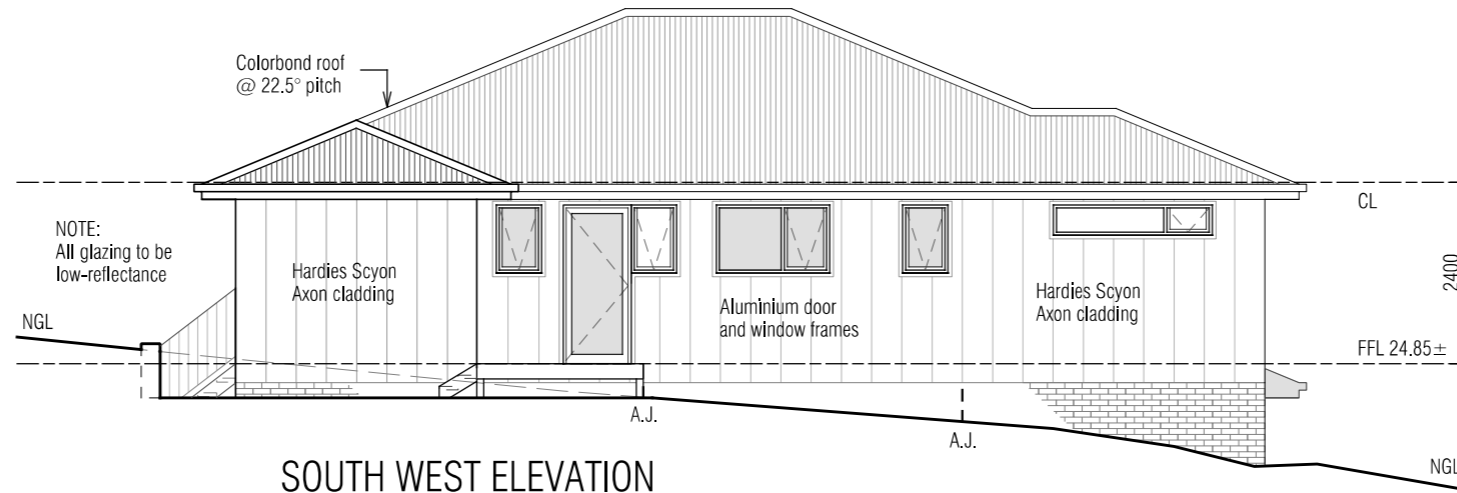 Colorbond roof
@ 22.5° pitch
CL
NOTE:
All glazing to be
low-reflectance
Hardies Scyon
Axon cladding
Aluminium door
and window frames
Hardies Scyon
Axon cladding
2400
NGL
FFL 24.85±
A.J.
A.J.
NGL
SOUTH WEST ELEVATION